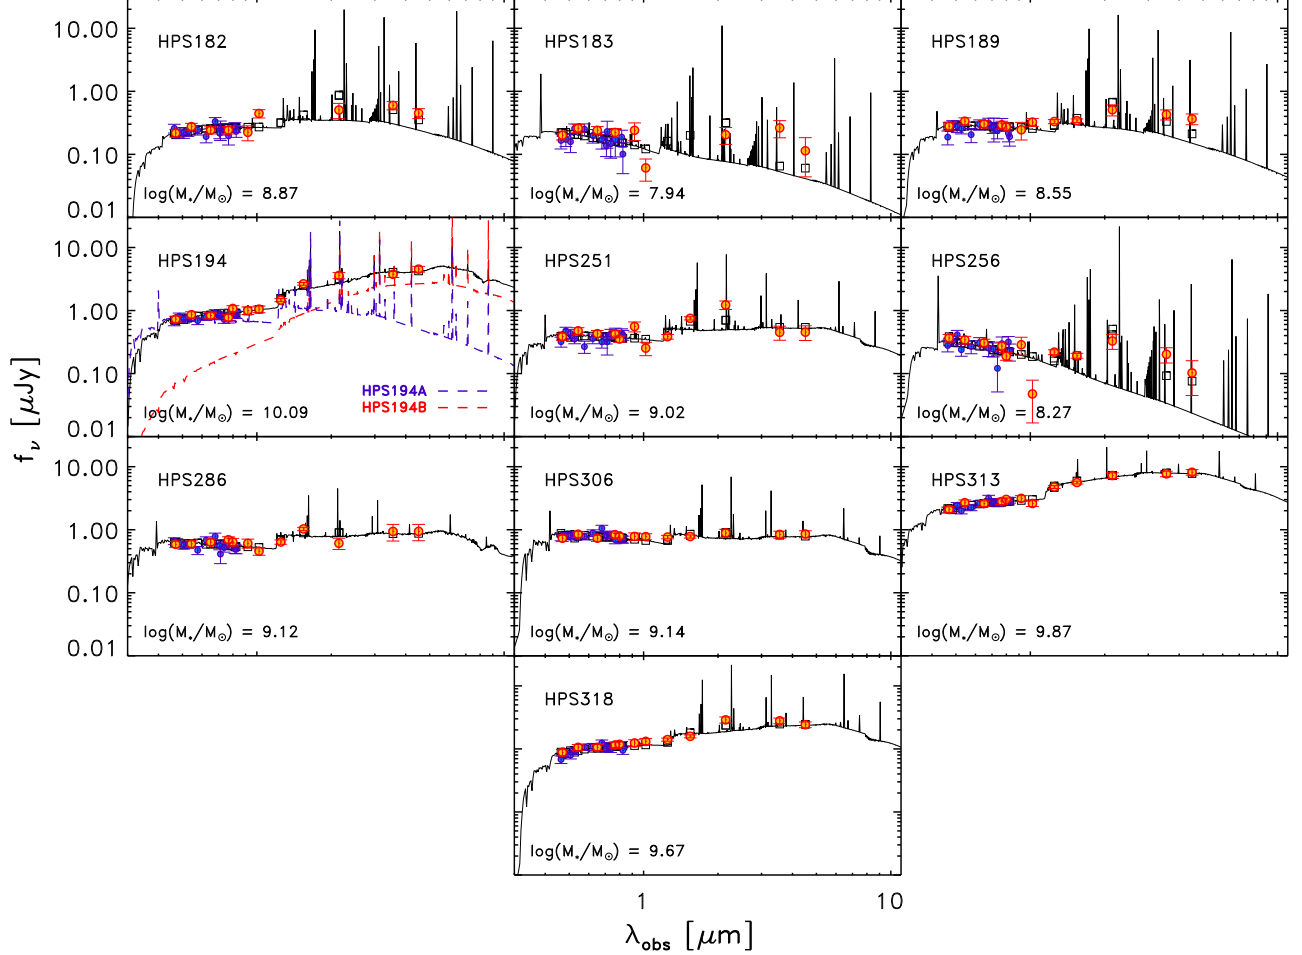 10.00
1.00
0.10
0.01
HPS182
log(M⋆/M☉) = 8.87
HPS183
log(M⋆/M☉) = 7.94
HPS189
log(M⋆/M☉) = 8.55
10.00
1.00
0.10
0.01
HPS194
HPS194A
HPS194B
log(M⋆/M☉) = 10.09
HPS251
log(M⋆/M☉) = 9.02
HPS256
log(M⋆/M☉) = 8.27
fν [μJy]
10.00
1.00
0.10
0.01
HPS286
log(M⋆/M☉) = 9.12
HPS306
log(M⋆/M☉) = 9.14
HPS313
log(M⋆/M☉) = 9.87
HPS318
log(M⋆/M☉) = 9.67
1 10
λobs [μm]